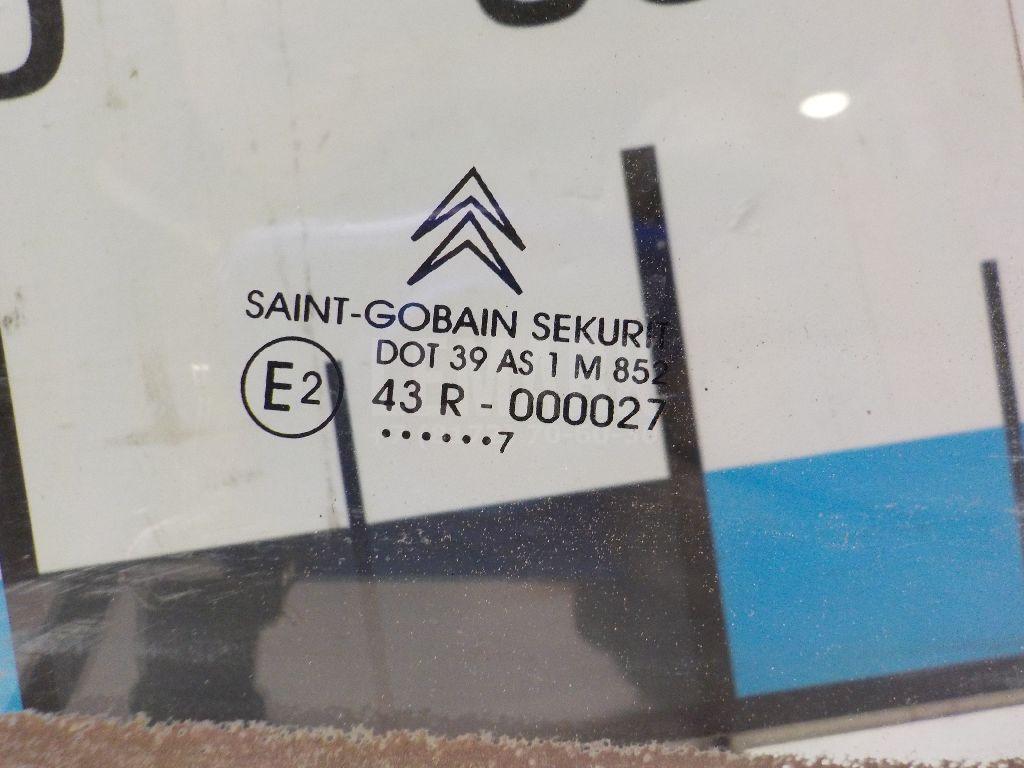 SAINT-GOBAIN SEKURIT
DOT 39 AS 1 M 852
E2
43 R - 000027
••••••7